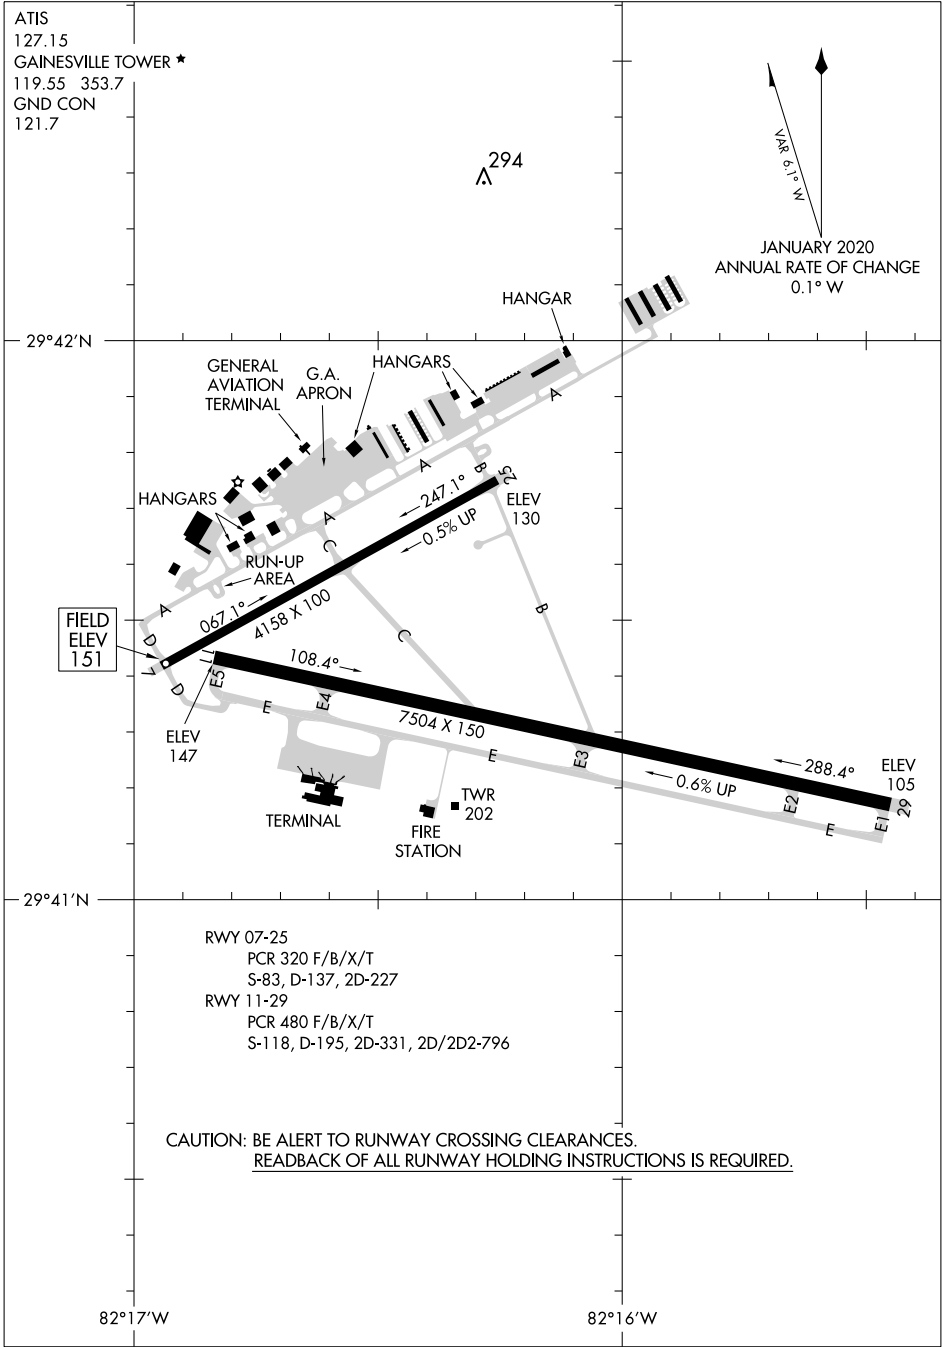 ATIS
127.15
GAINESVILLE TOWER ★
119.55 353.7
GND CON
121.7
294
VAR 6.1° W
JANUARY 2020
ANNUAL RATE OF CHANGE
0.1° W
HANGAR
29°42'N
GENERAL
AVIATION
TERMINAL
G.A.
APRON
HANGARS
A
A
B
25
247.1°
0.5% UP
ELEV
130
HANGARS
A
C
RUN-UP
AREA
A
067.1°
4158 X 100
B
C
FIELD
ELEV
151
D
D
7
11
108.4°
E5
E
E4
7504 X 150
E
E3
ELEV
147
288.4°
0.6% UP
ELEV
105
E2
E
E1
29
TERMINAL
TWR
202
FIRE
STATION
29°41'N
RWY 07-25
PCR 320 F/B/X/T
S-83, D-137, 2D-227
RWY 11-29
PCR 480 F/B/X/T
S-118, D-195, 2D-331, 2D/2D2-796
CAUTION: BE ALERT TO RUNWAY CROSSING CLEARANCES.
READBACK OF ALL RUNWAY HOLDING INSTRUCTIONS IS REQUIRED.
82°17'W
82°16'W